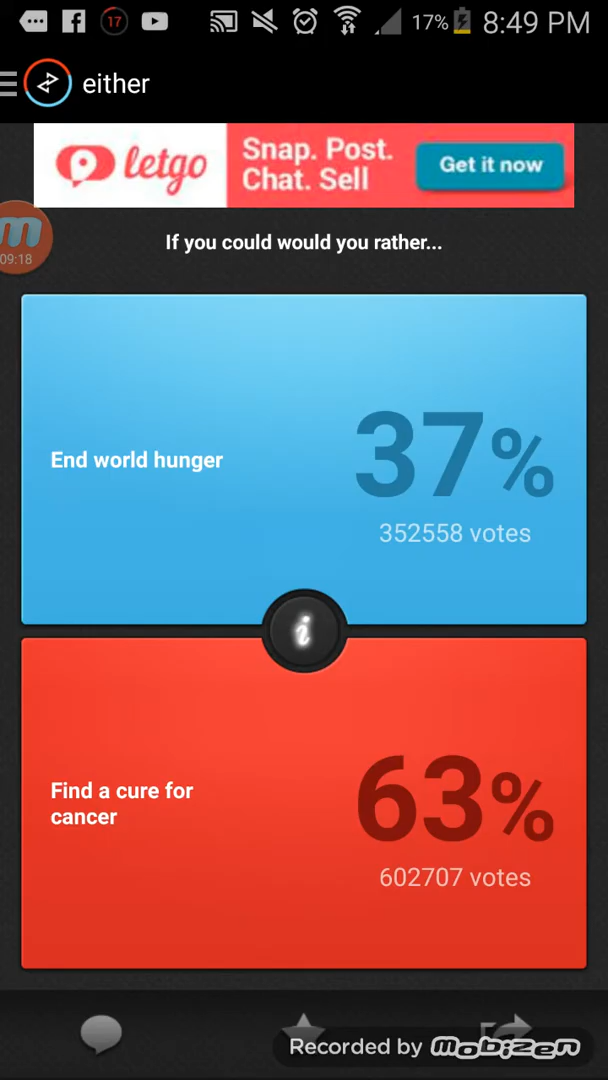 17
17%
8:49 PM
either
letgo
Snap. Post.
Chat. Sell
Get it now
m
09:18
If you could would you rather...
End world hunger
37%
352558 votes
i
Find a cure for
cancer
63%
602707 votes
Recorded by mobizen